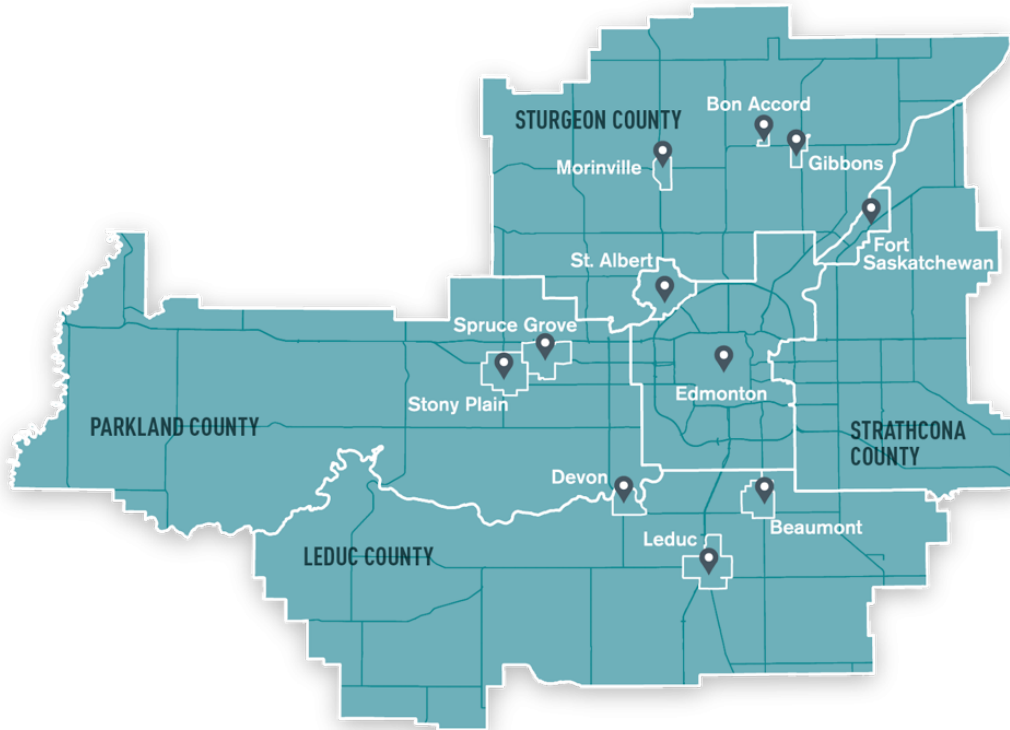 Bon Accord
STURGEON COUNTY
Morinville
Gibbons
Fort
Saskatchewan
St. Albert
Spruce Grove
Stony Plain
Edmonton
PARKLAND COUNTY
STRATHCONA
COUNTY
Devon
Beaumont
Leduc
LEDUC COUNTY